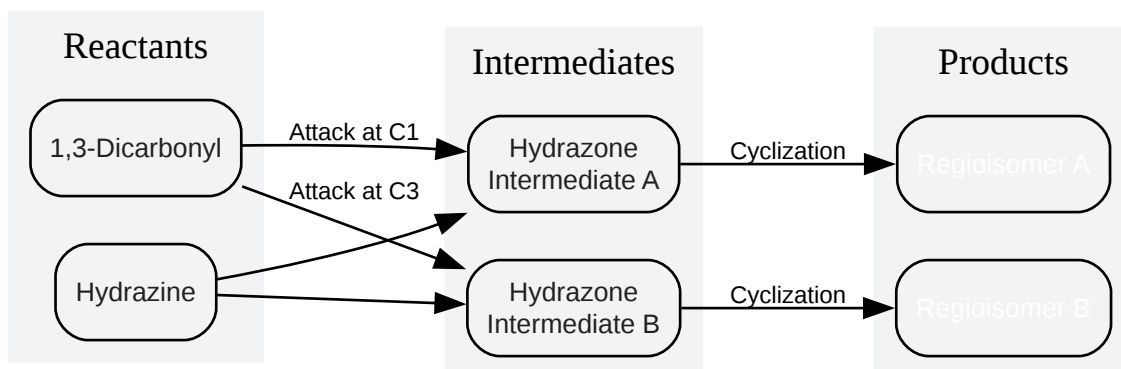 Reactants
1,3-Dicarbonyl
Hydrazine
Attack at C1
Attack at C3
Intermediates
Hydrazone
Intermediate A
Hydrazone
Intermediate B
Cyclization
Cyclization
Products
Regioisomer A
Regioisomer B